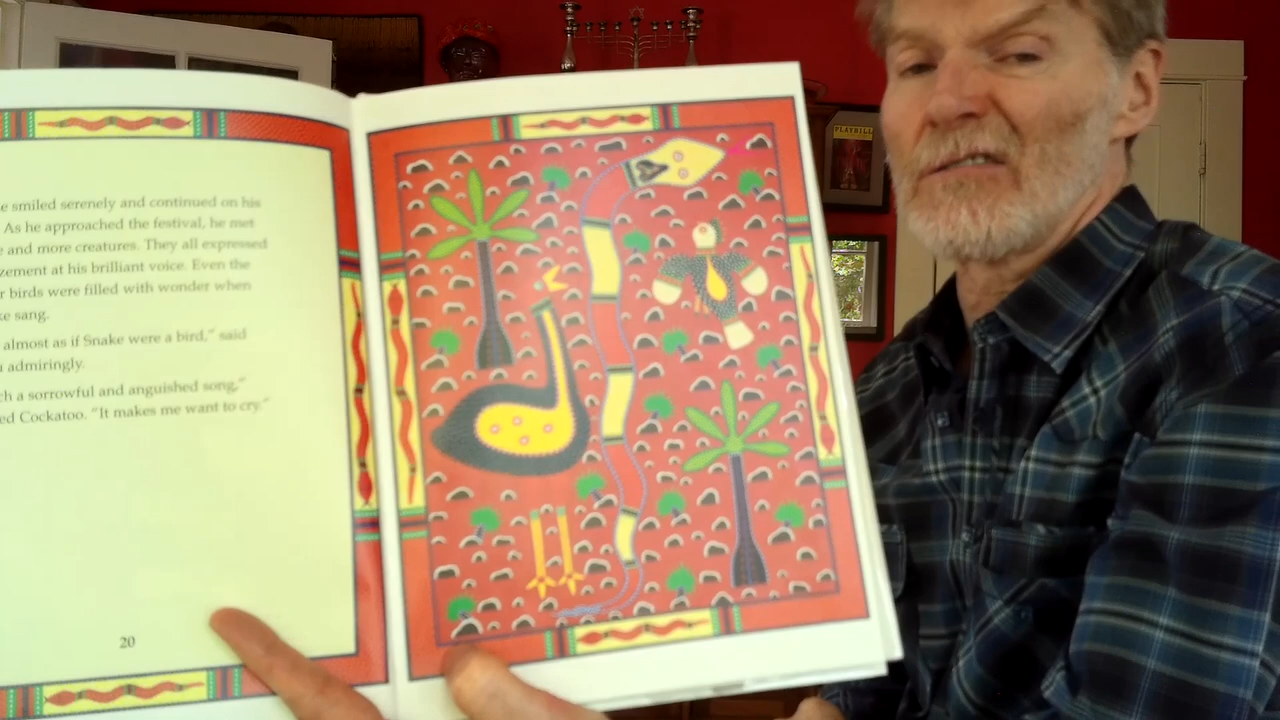 e smiled serenely and continued on his
As he approached the festival, he met
e and more creatures. They all expressed
zement at his brilliant voice. Even the
r birds were filled with wonder when
ke sang.
almost as if Snake were a bird," said
admiringly.
h a sorrowful and anguished song,"
ed Cockatoo. "It makes me want to cry."
20
PLAYBILL